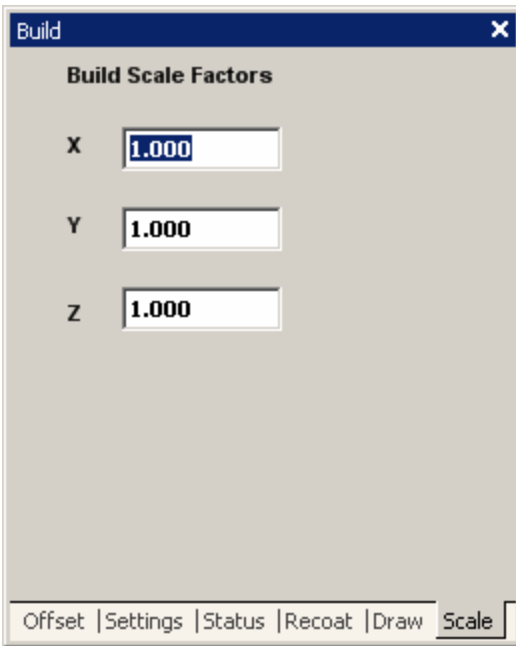 Build
Build Scale Factors
X 1.000
Y 1.000
Z 1.000
Offset |Settings |Status |Recoat |Draw Scale